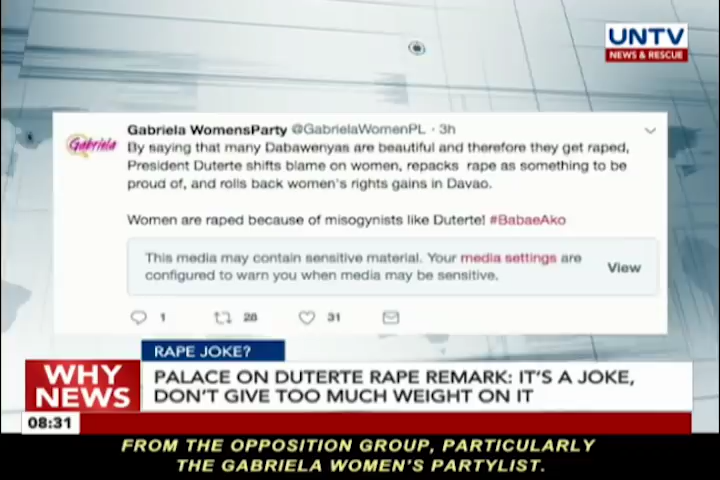 UNTV
NEWS & RESCUE
Gabriela
Gabriela WomensParty @GabrielaWomenPL · 3h
By saying that many Dabawenyas are beautiful and therefore they get raped,
President Duterte shifts blame on women, repacks rape as something to be
proud of, and rolls back women's rights gains in Davao.
Women are raped because of misogynists like Duterte! #BabaeAko
This media may contain sensitive material. Your media settings are
configured to warn you when media may be sensitive.
View
1 28 31
RAPE JOKE?
WHY
NEWS
PALACE ON DUTERTE RAPE REMARK: IT'S A JOKE,
DON'T GIVE TOO MUCH WEIGHT ON IT
08:31
FROM THE OPPOSITION GROUP, PARTICULARLY
THE GABRIELA WOMEN'S PARTYLIST.